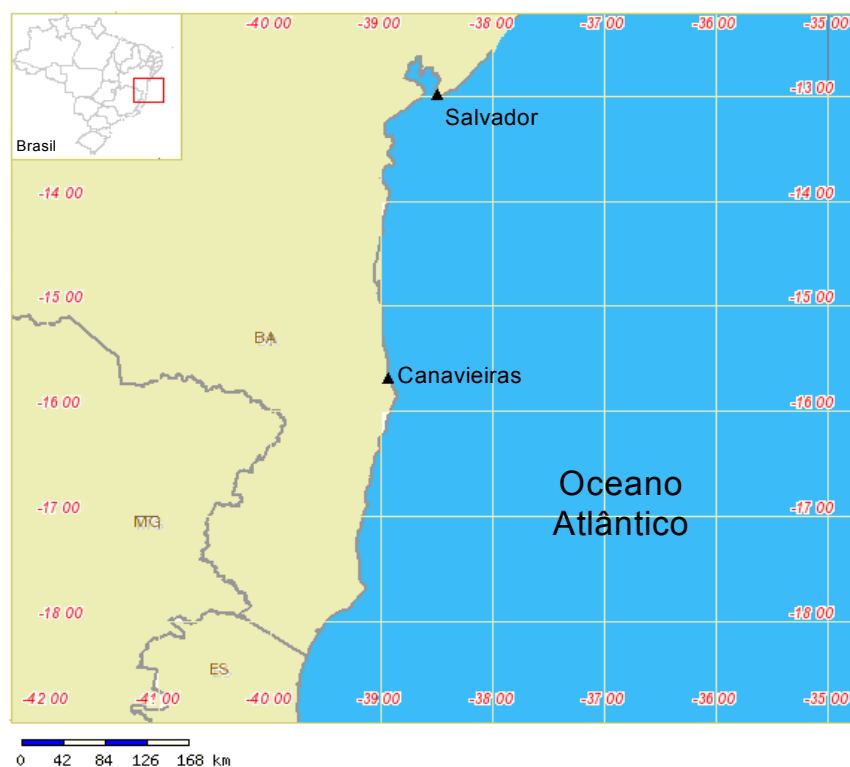 -40 00 -39 00 -38 00 -37 00 -36 00 -35 00
Brasil
-13 00
Salvador
-14 00 -14 00
-15 00 -15 00
BA
Canavieiras
-16 00 -16 00
Oceano
Atlântico
-17 00 -17 00
MG
-18 00 -18 00
ES
-42 00 -41 00 -40 00 -39 00 -38 00 -37 00 -36 00 -35 00
0 42 84 126 168 km